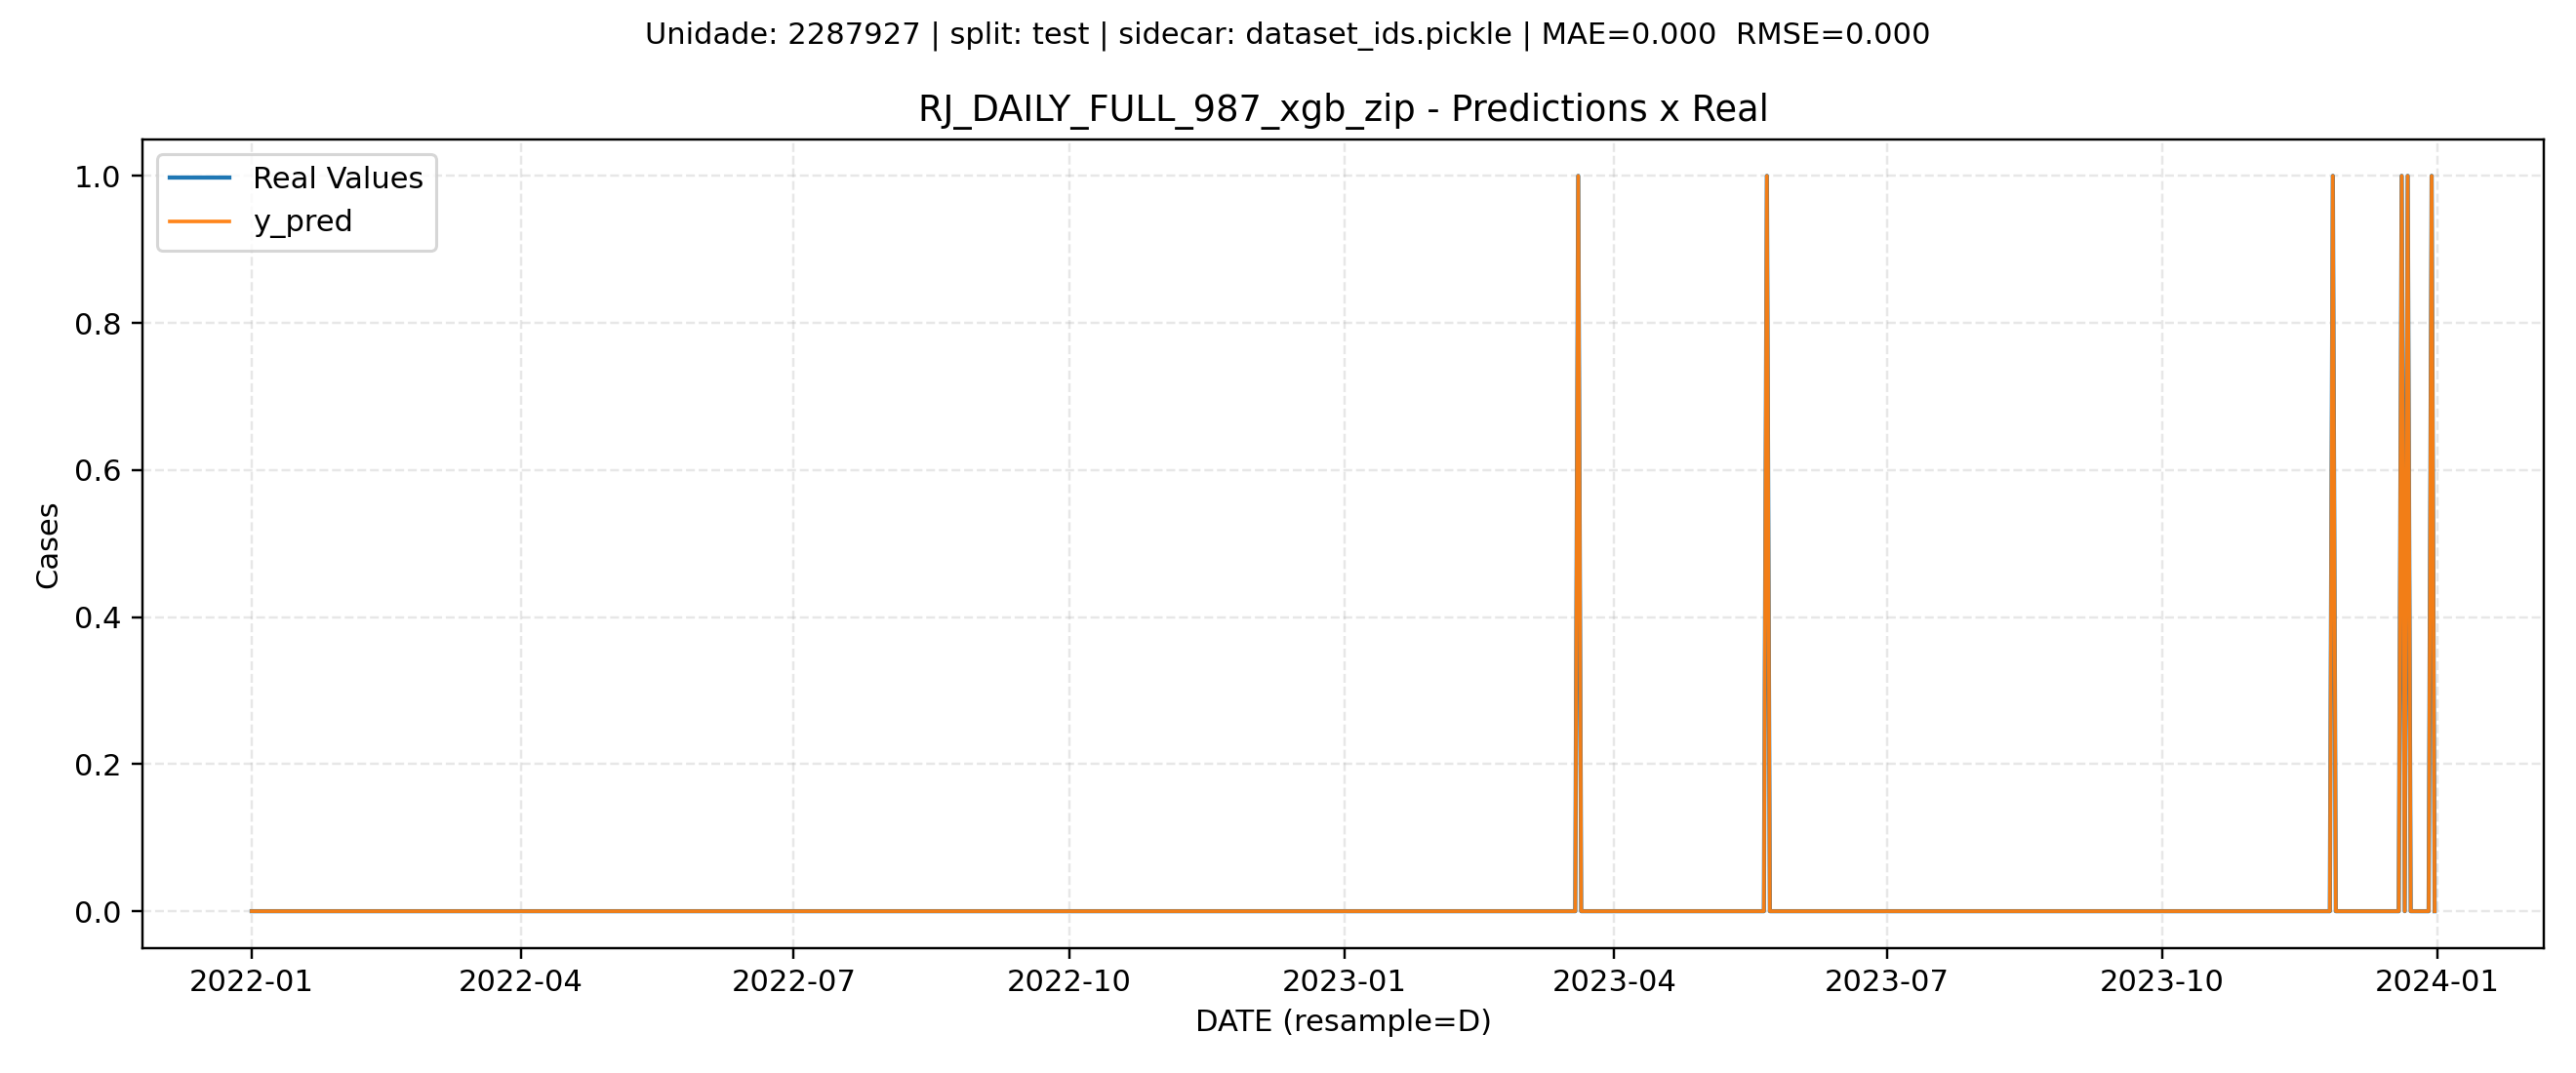 Unidade: 2287927 | split: test | sidecar: dataset_ids.pickle | MAE=0.000  RMSE=0.000
RJ_DAILY_FULL_987_xgb_zip - Predictions x Real
Real Values
y_pred
1.0
0.8
0.6
0.4
0.2
0.0
Cases
2022-01 2022-04 2022-07 2022-10 2023-01 2023-04 2023-07 2023-10 2024-01
DATE (resample=D)